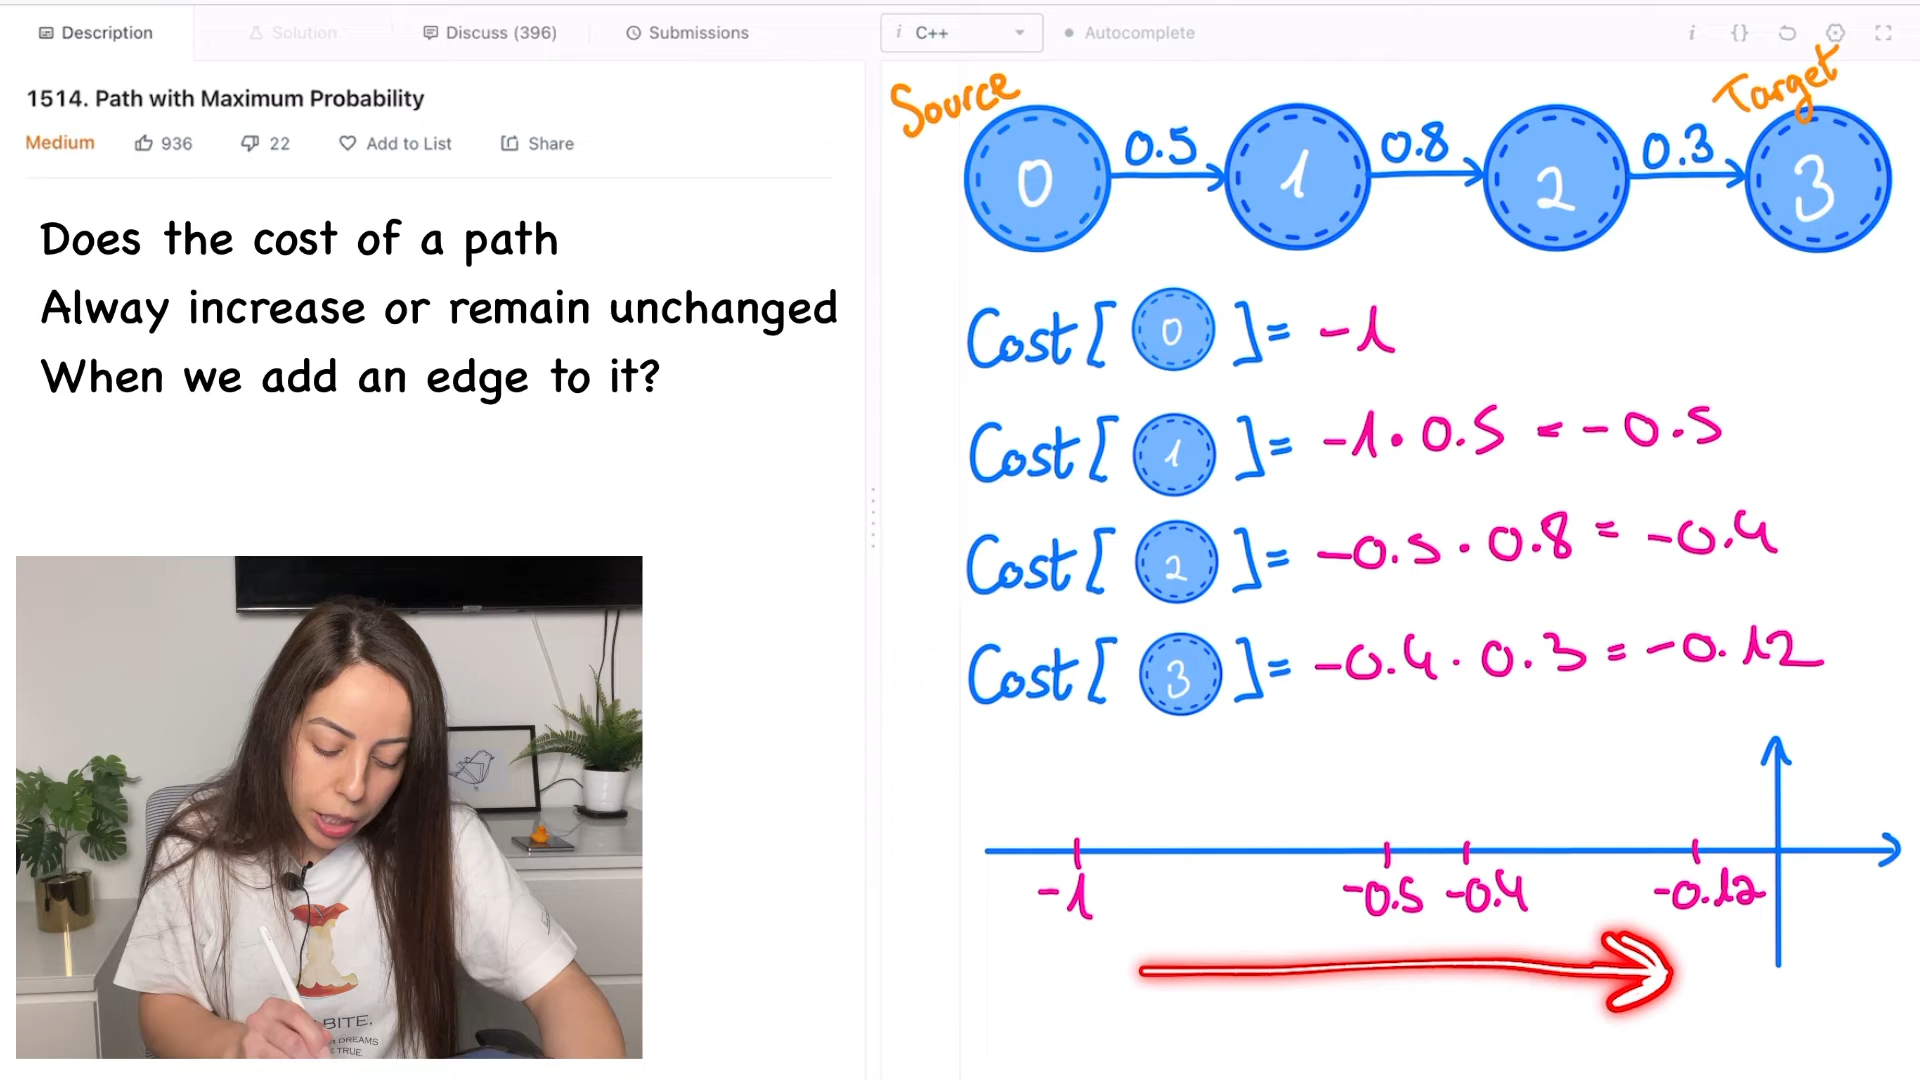 Description
Solution
Discuss (396)
Submissions
i C++
Autocomplete
i {}
1514. Path with Maximum Probability
Medium 936 22 Add to List Share
Does the cost of a path
Alway increase or remain unchanged
When we add an edge to it?
Source
Target
0 0.5 1 0.8 2 0.3 3
Cost[ 0 ]= -1
Cost[ 1 ]= -1·0.5 = -0.5
Cost[ 2 ]= -0.5·0.8 = -0.4
Cost[ 3 ]= -0.4·0.3 = -0.12
-1 -0.5 -0.4 -0.12
BITE.
R DREAMS
TRUE.